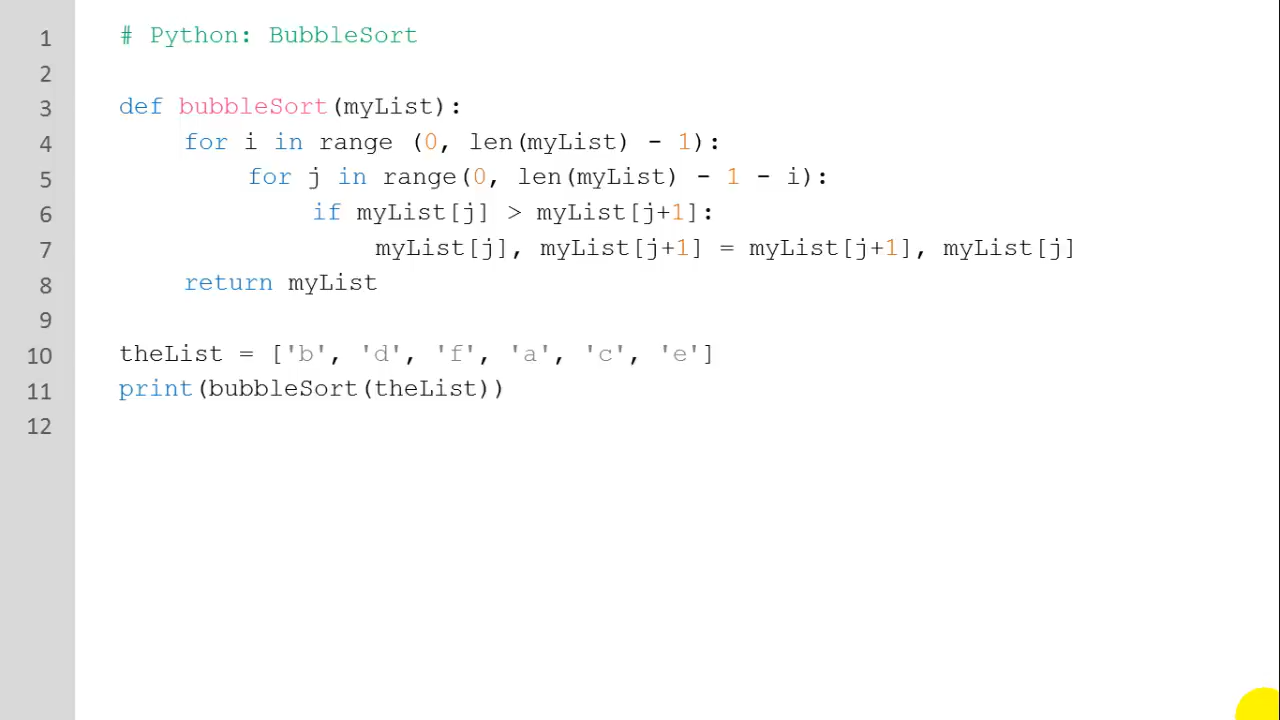 1 # Python: BubbleSort
2
3 def bubbleSort(myList):
4 for i in range (0, len(myList) - 1):
5 for j in range(0, len(myList) - 1 - i):
6 if myList[j] > myList[j+1]:
7 myList[j], myList[j+1] = myList[j+1], myList[j]
8 return myList
9
10 theList = ['b', 'd', 'f', 'a', 'c', 'e']
11 print(bubbleSort(theList))
12